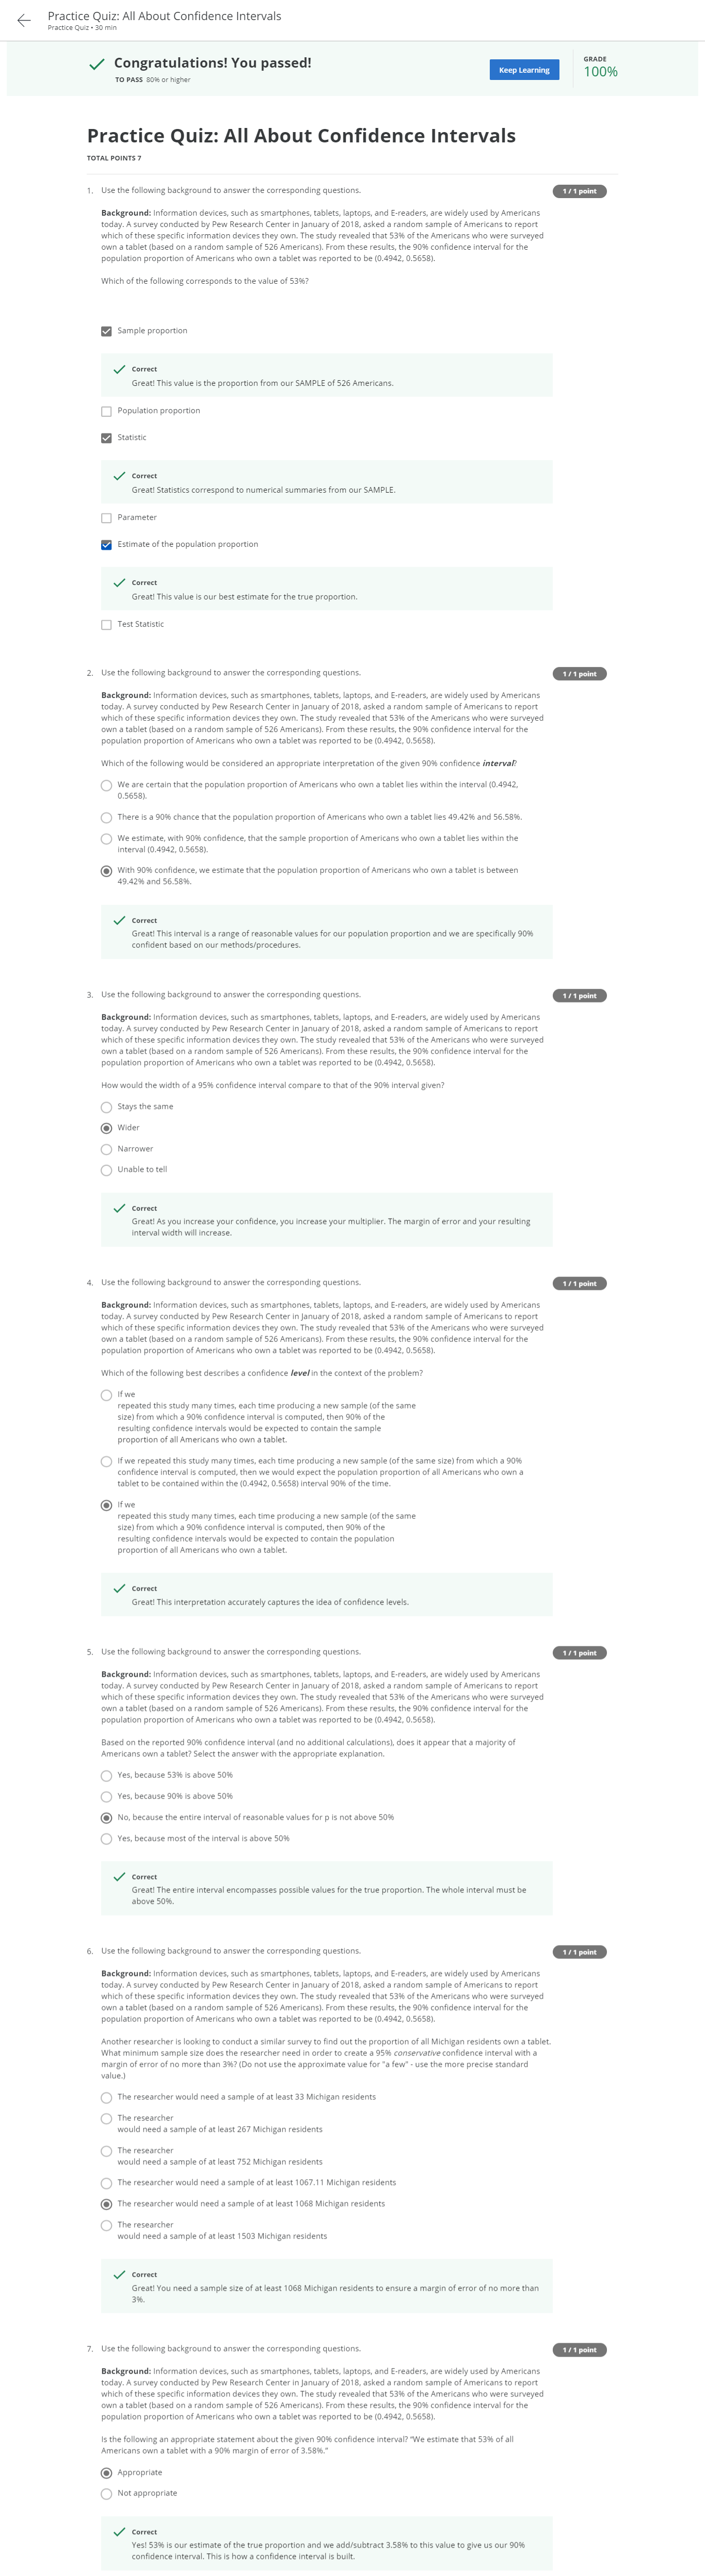 Practice Quiz: All About Confidence Intervals
Practice Quiz • 30 min
Congratulations! You passed!
TO PASS 80% or higher
Keep Learning
GRADE
100%
Practice Quiz: All About Confidence Intervals
TOTAL POINTS 7
1. Use the following background to answer the corresponding questions.
1 / 1 point
Background: Information devices, such as smartphones, tablets, laptops, and E-readers, are widely used by Americans
today. A survey conducted by Pew Research Center in January of 2018, asked a random sample of Americans to report
which of these specific information devices they own. The study revealed that 53% of the Americans who were surveyed
own a tablet (based on a random sample of 526 Americans). From these results, the 90% confidence interval for the
population proportion of Americans who own a tablet was reported to be (0.4942, 0.5658).
Which of the following corresponds to the value of 53%?
Sample proportion
Correct
Great! This value is the proportion from our SAMPLE of 526 Americans.
Population proportion
Statistic
Correct
Great! Statistics correspond to numerical summaries from our SAMPLE.
Parameter
Estimate of the population proportion
Correct
Great! This value is our best estimate for the true proportion.
Test Statistic
2. Use the following background to answer the corresponding questions.
1 / 1 point
Background: Information devices, such as smartphones, tablets, laptops, and E-readers, are widely used by Americans
today. A survey conducted by Pew Research Center in January of 2018, asked a random sample of Americans to report
which of these specific information devices they own. The study revealed that 53% of the Americans who were surveyed
own a tablet (based on a random sample of 526 Americans). From these results, the 90% confidence interval for the
population proportion of Americans who own a tablet was reported to be (0.4942, 0.5658).
Which of the following would be considered an appropriate interpretation of the given 90% confidence interval?
We are certain that the population proportion of Americans who own a tablet lies within the interval (0.4942,
0.5658).
There is a 90% chance that the population proportion of Americans who own a tablet lies 49.42% and 56.58%.
We estimate, with 90% confidence, that the sample proportion of Americans who own a tablet lies within the
interval (0.4942, 0.5658).
With 90% confidence, we estimate that the population proportion of Americans who own a tablet is between
49.42% and 56.58%.
Correct
Great! This interval is a range of reasonable values for our population proportion and we are specifically 90%
confident based on our methods/procedures.
3. Use the following background to answer the corresponding questions.
1 / 1 point
Background: Information devices, such as smartphones, tablets, laptops, and E-readers, are widely used by Americans
today. A survey conducted by Pew Research Center in January of 2018, asked a random sample of Americans to report
which of these specific information devices they own. The study revealed that 53% of the Americans who were surveyed
own a tablet (based on a random sample of 526 Americans). From these results, the 90% confidence interval for the
population proportion of Americans who own a tablet was reported to be (0.4942, 0.5658).
How would the width of a 95% confidence interval compare to that of the 90% interval given?
Stays the same
Wider
Narrower
Unable to tell
Correct
Great! As you increase your confidence, you increase your multiplier. The margin of error and your resulting
interval width will increase.
4. Use the following background to answer the corresponding questions.
1 / 1 point
Background: Information devices, such as smartphones, tablets, laptops, and E-readers, are widely used by Americans
today. A survey conducted by Pew Research Center in January of 2018, asked a random sample of Americans to report
which of these specific information devices they own. The study revealed that 53% of the Americans who were surveyed
own a tablet (based on a random sample of 526 Americans). From these results, the 90% confidence interval for the
population proportion of Americans who own a tablet was reported to be (0.4942, 0.5658).
Which of the following best describes a confidence level in the context of the problem?
If we
repeated this study many times, each time producing a new sample (of the same
size) from which a 90% confidence interval is computed, then 90% of the
resulting confidence intervals would be expected to contain the sample
proportion of all Americans who own a tablet.
If we repeated this study many times, each time producing a new sample (of the same size) from which a 90%
confidence interval is computed, then we would expect the population proportion of all Americans who own a
tablet to be contained within the (0.4942, 0.5658) interval 90% of the time.
If we
repeated this study many times, each time producing a new sample (of the same
size) from which a 90% confidence interval is computed, then 90% of the
resulting confidence intervals would be expected to contain the population
proportion of all Americans who own a tablet.
Correct
Great! This interpretation accurately captures the idea of confidence levels.
5. Use the following background to answer the corresponding questions.
1 / 1 point
Background: Information devices, such as smartphones, tablets, laptops, and E-readers, are widely used by Americans
today. A survey conducted by Pew Research Center in January of 2018, asked a random sample of Americans to report
which of these specific information devices they own. The study revealed that 53% of the Americans who were surveyed
own a tablet (based on a random sample of 526 Americans). From these results, the 90% confidence interval for the
population proportion of Americans who own a tablet was reported to be (0.4942, 0.5658).
Based on the reported 90% confidence interval (and no additional calculations), does it appear that a majority of
Americans own a tablet? Select the answer with the appropriate explanation.
Yes, because 53% is above 50%
Yes, because 90% is above 50%
No, because the entire interval of reasonable values for p is not above 50%
Yes, because most of the interval is above 50%
Correct
Great! The entire interval encompasses possible values for the true proportion. The whole interval must be
above 50%.
6. Use the following background to answer the corresponding questions.
1 / 1 point
Background: Information devices, such as smartphones, tablets, laptops, and E-readers, are widely used by Americans
today. A survey conducted by Pew Research Center in January of 2018, asked a random sample of Americans to report
which of these specific information devices they own. The study revealed that 53% of the Americans who were surveyed
own a tablet (based on a random sample of 526 Americans). From these results, the 90% confidence interval for the
population proportion of Americans who own a tablet was reported to be (0.4942, 0.5658).
Another researcher is looking to conduct a similar survey to find out the proportion of all Michigan residents own a tablet.
What minimum sample size does the researcher need in order to create a 95% conservative confidence interval with a
margin of error of no more than 3%? (Do not use the approximate value for "a few" - use the more precise standard
value.)
The researcher would need a sample of at least 33 Michigan residents
The researcher
would need a sample of at least 267 Michigan residents
The researcher
would need a sample of at least 752 Michigan residents
The researcher would need a sample of at least 1067.11 Michigan residents
The researcher would need a sample of at least 1068 Michigan residents
The researcher
would need a sample of at least 1503 Michigan residents
Correct
Great! You need a sample size of at least 1068 Michigan residents to ensure a margin of error of no more than
3%.
7. Use the following background to answer the corresponding questions.
1 / 1 point
Background: Information devices, such as smartphones, tablets, laptops, and E-readers, are widely used by Americans
today. A survey conducted by Pew Research Center in January of 2018, asked a random sample of Americans to report
which of these specific information devices they own. The study revealed that 53% of the Americans who were surveyed
own a tablet (based on a random sample of 526 Americans). From these results, the 90% confidence interval for the
population proportion of Americans who own a tablet was reported to be (0.4942, 0.5658).
Is the following an appropriate statement about the given 90% confidence interval? "We estimate that 53% of all
Americans own a tablet with a 90% margin of error of 3.58%."
Appropriate
Not appropriate
Correct
Yes! 53% is our estimate of the true proportion and we add/subtract 3.58% to this value to give us our 90%
confidence interval. This is how a confidence interval is built.